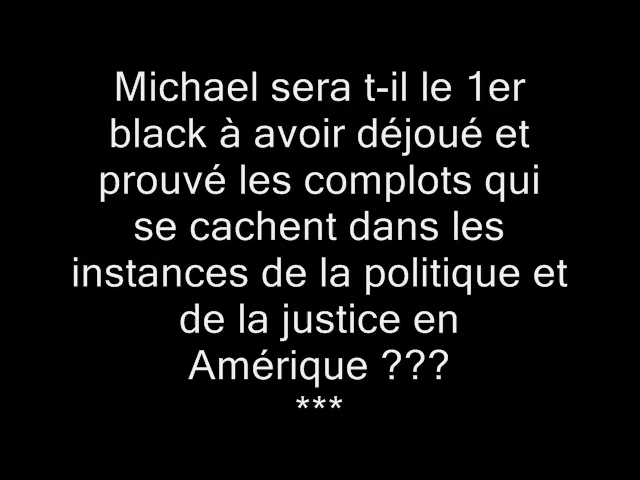 Michael sera t-il le 1er
black à avoir déjoué et
prouvé les complots qui
se cachent dans les
instances de la politique et
de la justice en
Amérique ???
***